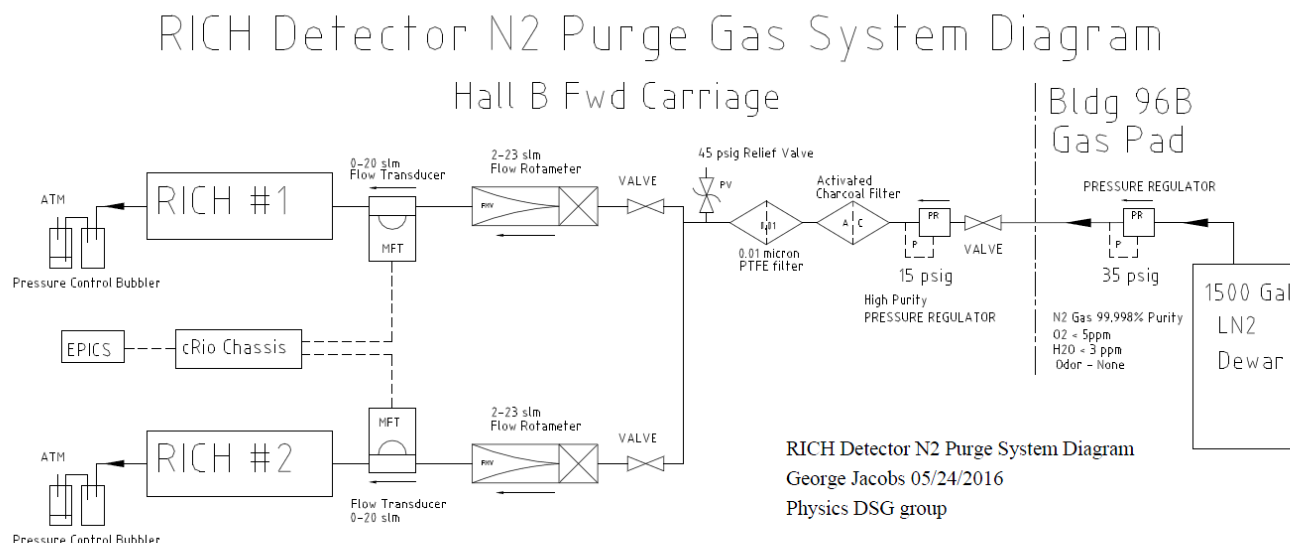 RICH Detector N2 Purge Gas System Diagram
Hall B Fwd Carriage
Bldg 96B
Gas Pad
45 psig Relief Valve
PV
0-20 slm
Flow Transducer
2-23 slm
Flow Rotameter
VALVE
Activated
Charcoal Filter
PRESSURE REGULATOR
ATM
RICH #1
FMV
MFT
0.01
A C
PR
P
VALVE
PR
P
Pressure Control Bubbler
0.01 micron
PTFE filter
15 psig
High Purity
PRESSURE REGULATOR
35 psig
1500 Gal
LN2
Dewar
N2 Gas 99,998% Purity
O2 < 5ppm
H2O < 3 ppm
Odor - None
EPICS
cRio Chassis
2-23 slm
Flow Rotameter
VALVE
ATM
RICH #2
MFT
FMV
Flow Transducer
0-20 slm
Pressure Control Bubbler
RICH Detector N2 Purge System Diagram
George Jacobs 05/24/2016
Physics DSG group